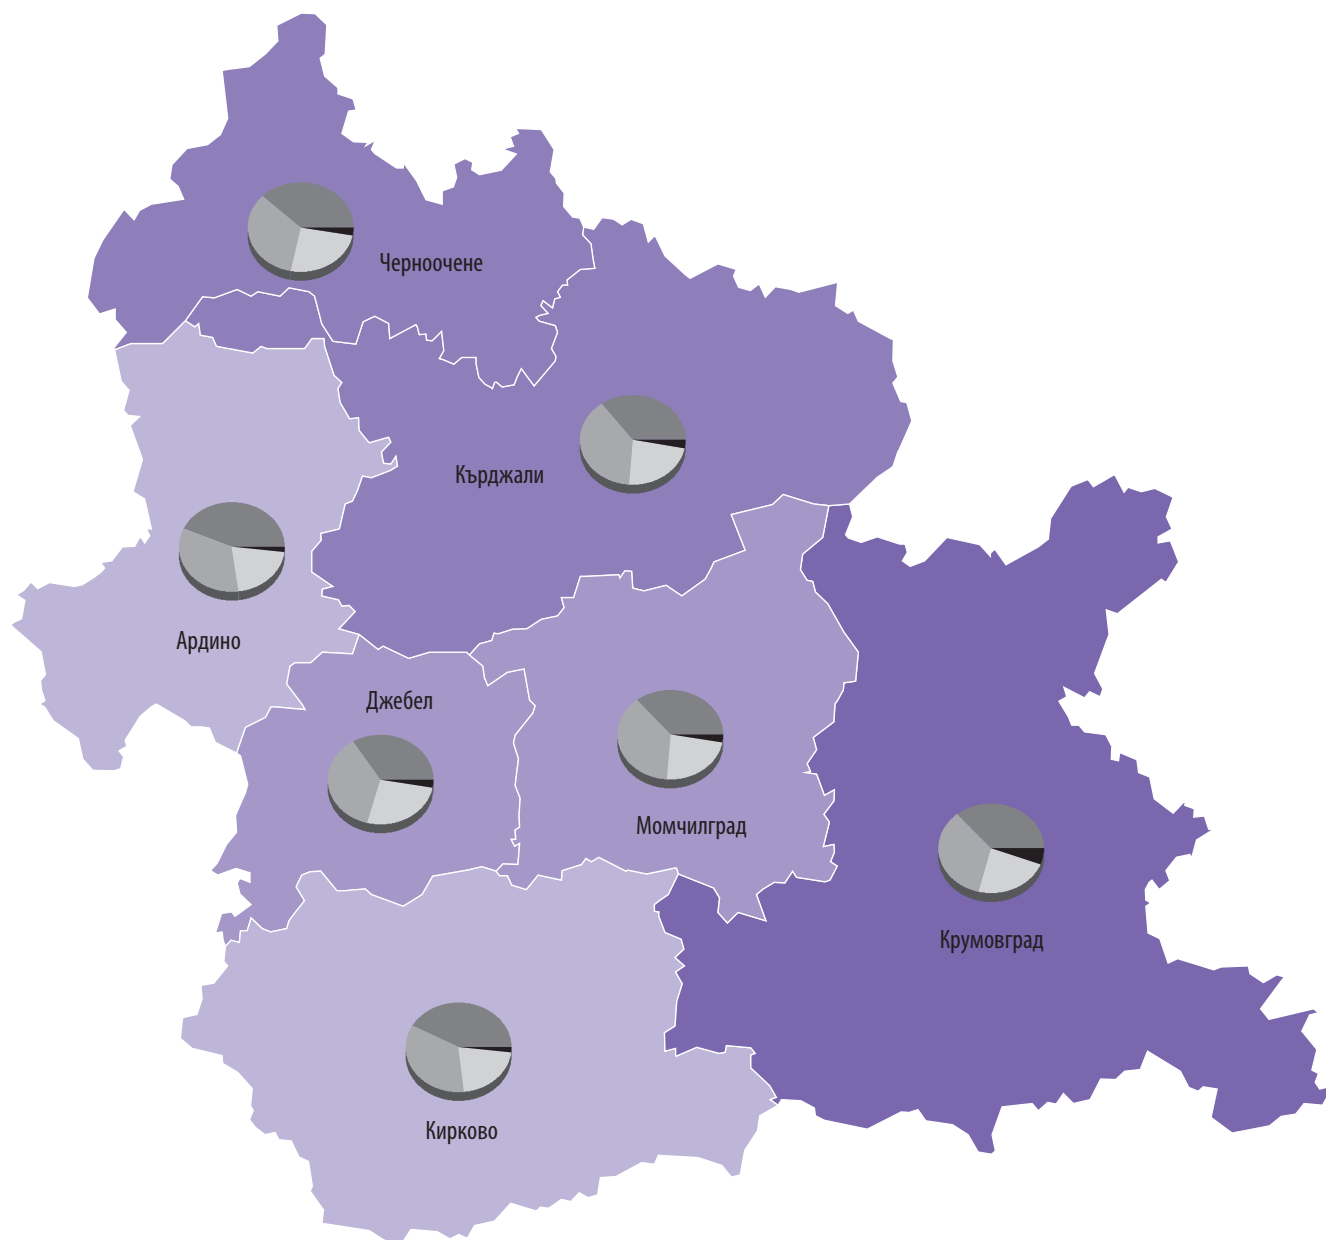 Черноочене
Кърджали
Ардино
Джебел
Момчилград
Крумовград
Кирково